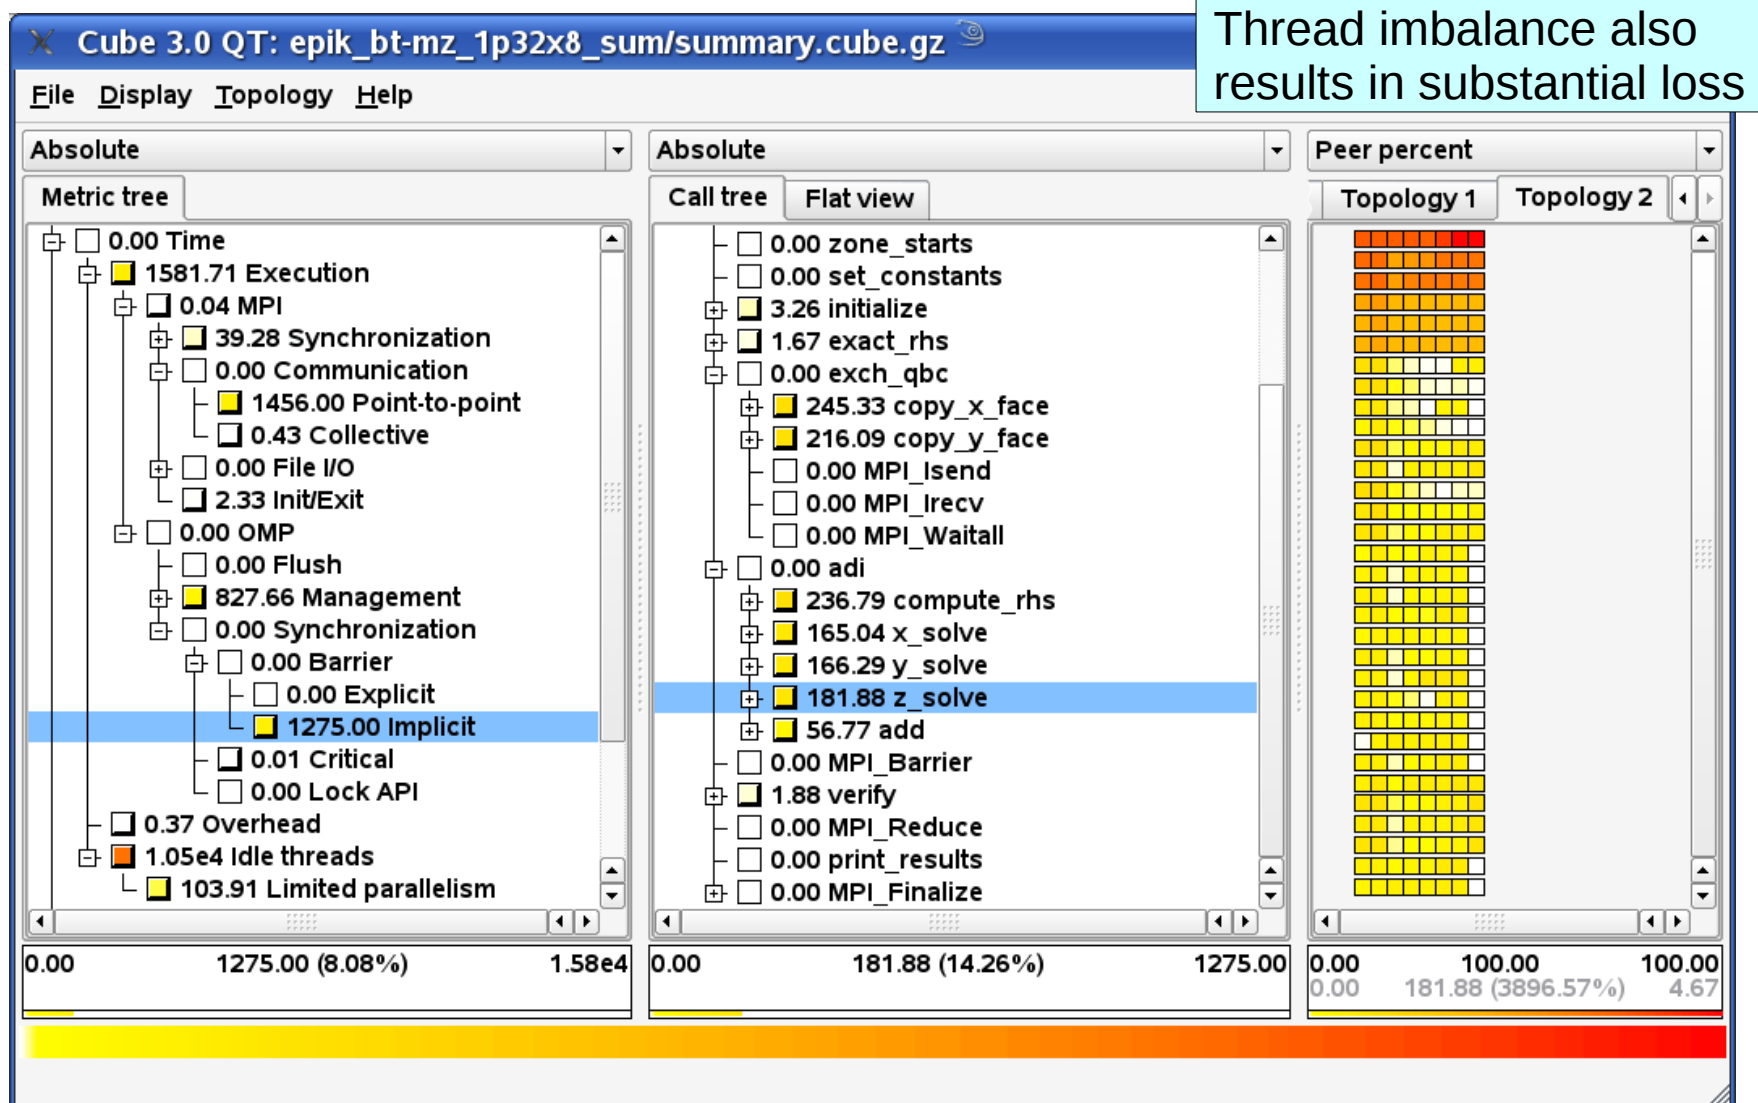 Thread imbalance also
results in substantial loss
Cube 3.0 QT: epik_bt-mz_1p32x8_sum/summary.cube.gz
File Display Topology Help
Absolute
Metric tree
0.00 Time
1581.71 Execution
0.04 MPI
39.28 Synchronization
0.00 Communication
1456.00 Point-to-point
0.43 Collective
0.00 File I/O
2.33 Init/Exit
0.00 OMP
0.00 Flush
827.66 Management
0.00 Synchronization
0.00 Barrier
0.00 Explicit
1275.00 Implicit
0.01 Critical
0.00 Lock API
0.37 Overhead
1.05e4 Idle threads
103.91 Limited parallelism
0.00 1275.00 (8.08%) 1.58e4
Absolute
Call tree Flat view
0.00 zone_starts
0.00 set_constants
3.26 initialize
1.67 exact_rhs
0.00 exch_qbc
245.33 copy_x_face
216.09 copy_y_face
0.00 MPI_Isend
0.00 MPI_Irecv
0.00 MPI_Waitall
0.00 adi
236.79 compute_rhs
165.04 x_solve
166.29 y_solve
181.88 z_solve
56.77 add
0.00 MPI_Barrier
1.88 verify
0.00 MPI_Reduce
0.00 print_results
0.00 MPI_Finalize
0.00 181.88 (14.26%) 1275.00
Peer percent
Topology 1 Topology 2
0.00 100.00 100.00
0.00 181.88 (3896.57%) 4.67